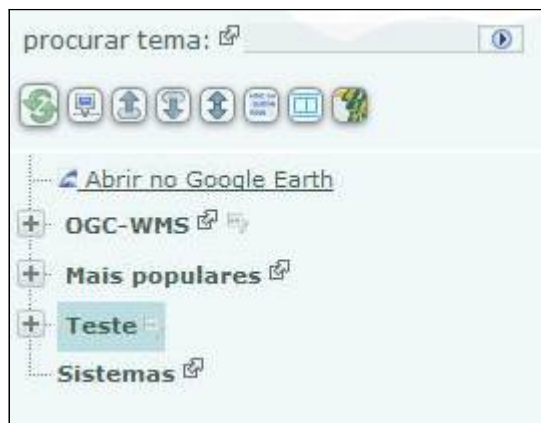 procurar tema:
Abrir no Google Earth
OGC-WMS
Mais populares
Teste
Sistemas